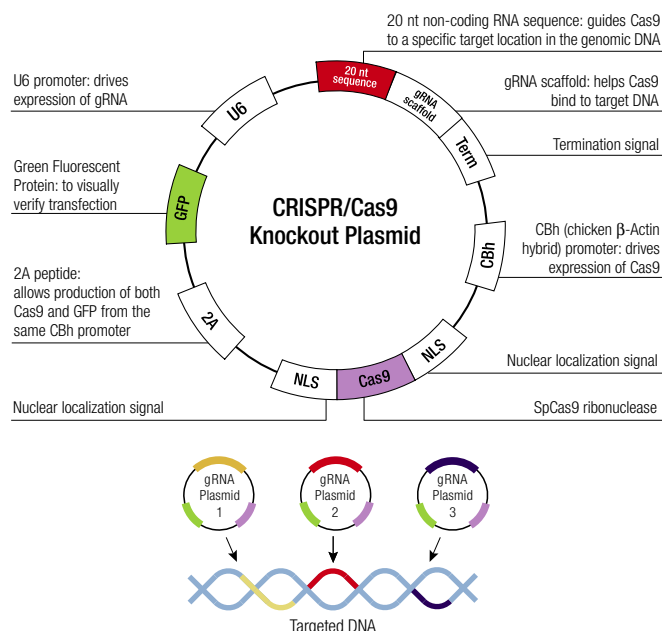 20 nt non-coding RNA sequence: guides Cas9
to a specific target location in the genomic DNA
U6 promoter: drives
expression of gRNA
gRNA scaffold: helps Cas9
bind to target DNA
Termination signal
Green Fluorescent
Protein: to visually
verify transfection
CBh (chicken β-Actin
hybrid) promoter: drives
expression of Cas9
2A peptide:
allows production of both
Cas9 and GFP from the
same CBh promoter
Nuclear localization signal
Nuclear localization signal
SpCas9 ribonuclease
CRISPR/Cas9
Knockout Plasmid
20 nt
sequence
gRNA
scaffold
Term
CBh
NLS
Cas9
NLS
2A
GFP
U6
gRNA
Plasmid
1
gRNA
Plasmid
2
gRNA
Plasmid
3
Targeted DNA